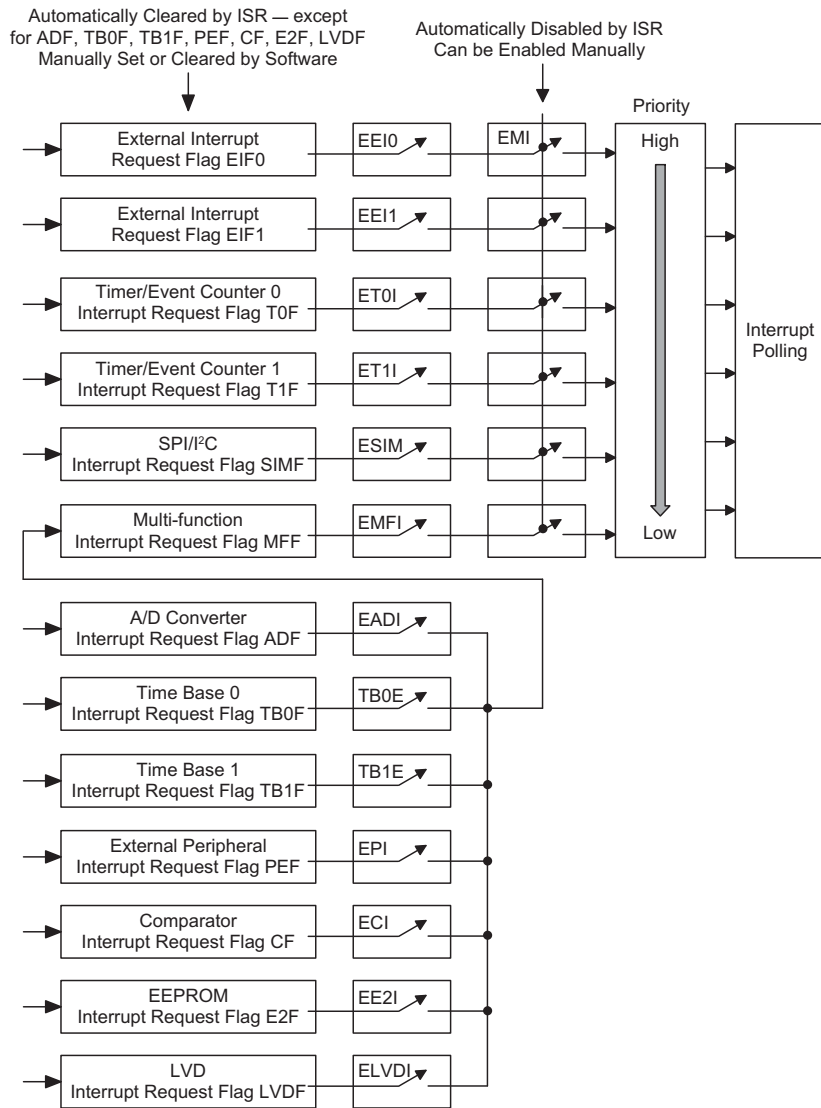 Automatically Cleared by ISR — except
for ADF, TB0F, TB1F, PEF, CF, E2F, LVDF
Manually Set or Cleared by Software
Automatically Disabled by ISR
Can be Enabled Manually
Priority
External Interrupt
Request Flag EIF0
EEI0
EMI
High
External Interrupt
Request Flag EIF1
EEI1
Timer/Event Counter 0
Interrupt Request Flag T0F
ET0I
Interrupt
Polling
Timer/Event Counter 1
Interrupt Request Flag T1F
ET1I
SPI/I²C
Interrupt Request Flag SIMF
ESIM
Multi-function
Interrupt Request Flag MFF
EMFI
Low
A/D Converter
Interrupt Request Flag ADF
EADI
Time Base 0
Interrupt Request Flag TB0F
TB0E
Time Base 1
Interrupt Request Flag TB1F
TB1E
External Peripheral
Interrupt Request Flag PEF
EPI
Comparator
Interrupt Request Flag CF
ECI
EEPROM
Interrupt Request Flag E2F
EE2I
LVD
Interrupt Request Flag LVDF
ELVDI